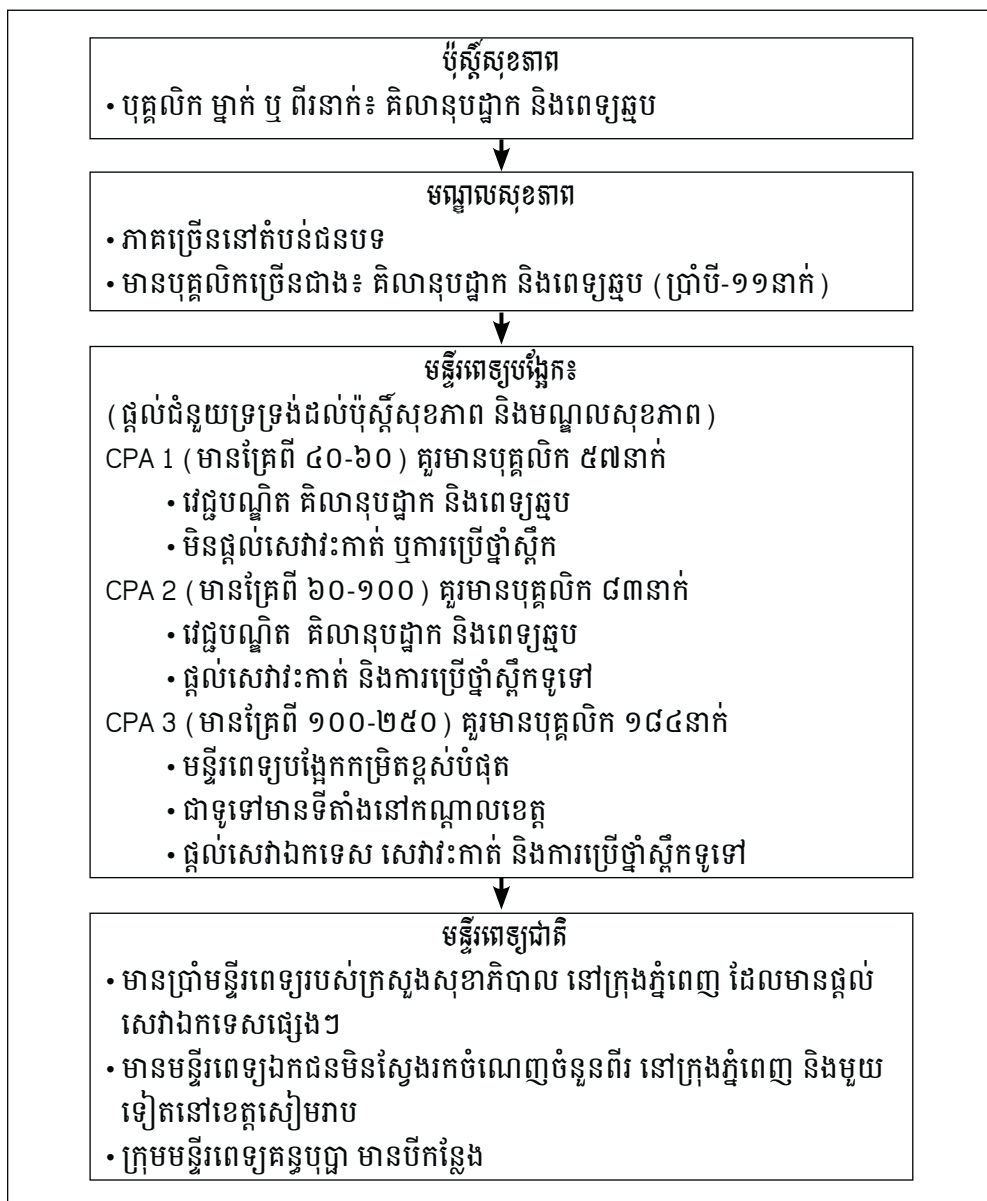 ប៉ុស្តិ៍សុខភាព
• បុគ្គលិក ម្នាក់ ឬ ពីរនាក់៖ គិលានុបដ្ឋាក និងពេទ្យឆ្មប
មណ្ឌលសុខភាព
• ភាគច្រើននៅតំបន់ជនបទ
• មានបុគ្គលិកច្រើនជាង៖ គិលានុបដ្ឋាក និងពេទ្យឆ្មប (ប្រាំបី-១១នាក់)
មន្ទីរពេទ្យបង្អែក៖
(ផ្តល់ជំនួយទ្រទ្រង់ដល់ប៉ុស្តិ៍សុខភាព និងមណ្ឌលសុខភាព)
CPA 1 (មានគ្រែពី ៤០-៦០) គួរមានបុគ្គលិក ៥៧នាក់
• វេជ្ជបណ្ឌិត គិលានុបដ្ឋាក និងពេទ្យឆ្មប
• មិនផ្តល់សេវាវះកាត់ ឬការប្រើថ្នាំស្ពឹក
CPA 2 (មានគ្រែពី ៦០-១០០) គួរមានបុគ្គលិក ៨៣នាក់
• វេជ្ជបណ្ឌិត គិលានុបដ្ឋាក និងពេទ្យឆ្មប
• ផ្តល់សេវាវះកាត់ និងការប្រើថ្នាំស្ពឹកទូទៅ
CPA 3 (មានគ្រែពី ១០០-២៥០) គួរមានបុគ្គលិក ១៨៤នាក់
• មន្ទីរពេទ្យបង្អែកកម្រិតខ្ពស់បំផុត
• ជាទូទៅមានទីតាំងនៅកណ្តាលខេត្ត
• ផ្តល់សេវាឯកទេស សេវាវះកាត់ និងការប្រើថ្នាំស្ពឹកទូទៅ
មន្ទីរពេទ្យជាតិ
• មានប្រាំមន្ទីរពេទ្យរបស់ក្រសួងសុខាភិបាល នៅក្រុងភ្នំពេញ ដែលមានផ្តល់
សេវាឯកទេសផ្សេងៗ
• មានមន្ទីរពេទ្យឯកជនមិនស្វែងរកចំណេញចំនួនពីរ នៅក្រុងភ្នំពេញ និងមួយ
ទៀតនៅខេត្តសៀមរាប
• ក្រុមមន្ទីរពេទ្យគន្ធបុប្ផា មានបីកន្លែង